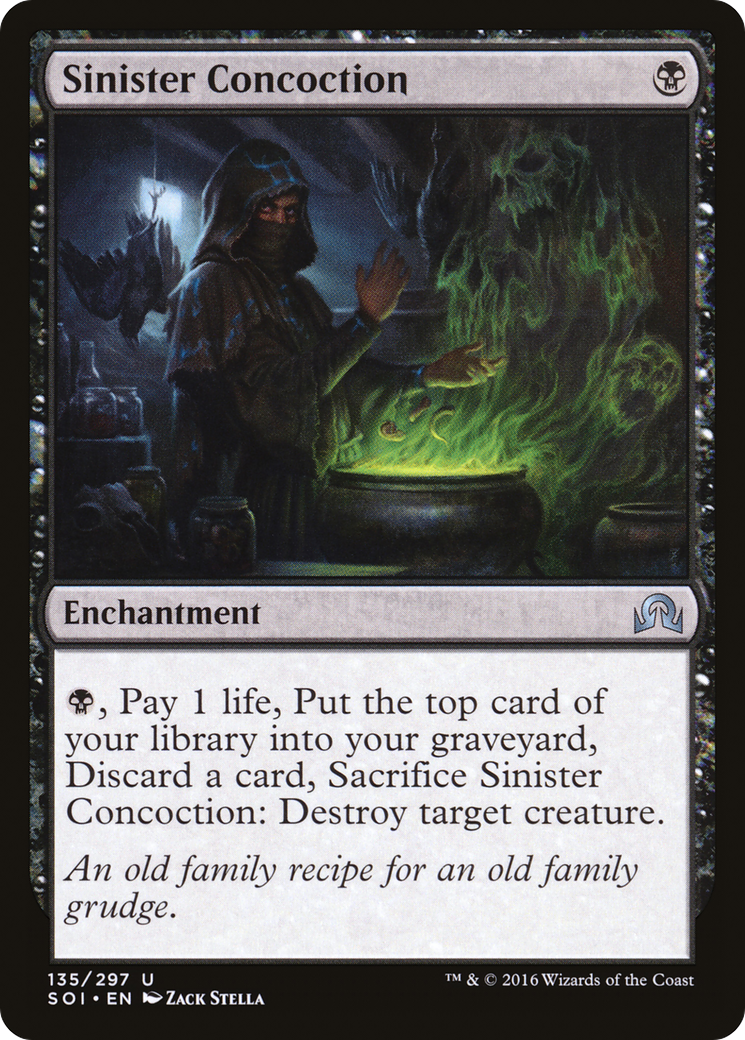 Sinister Concoction
Enchantment
, Pay 1 life, Put the top card of
your library into your graveyard,
Discard a card, Sacrifice Sinister
Concoction: Destroy target creature.
An old family recipe for an old family
grudge.
135/297 U
SOI • EN Zack Stella
™ & © 2016 Wizards of the Coast